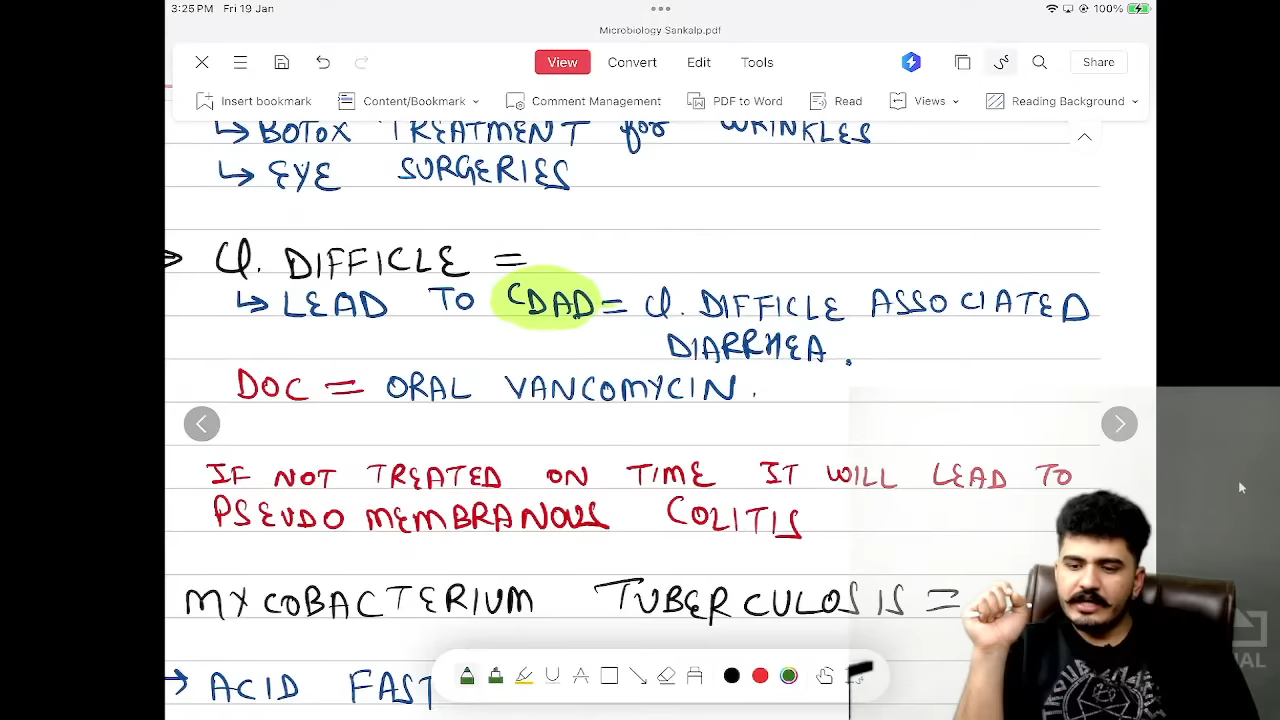 3:25 PM Fri 19 Jan
100%
Microbiology Sankalp.pdf
View Convert Edit Tools Share
Insert bookmark Content/Bookmark Comment Management PDF to Word Read Views Reading Background
↳ BOTOX TREATMENT for WRINKLES
↳ EYE SURGERIES
Cl. DIFFICLE =
↳ LEAD TO CDAD = Cl. DIFFICLE ASSOCIATED
DIARRHEA.
DOC = ORAL VANCOMYCIN.
IF NOT TREATED ON TIME IT WILL LEAD TO
PSEUDO MEMBRANOUS COLITIS
MYCOBACTERIUM TUBERCULOSIS =
→ ACID FAST